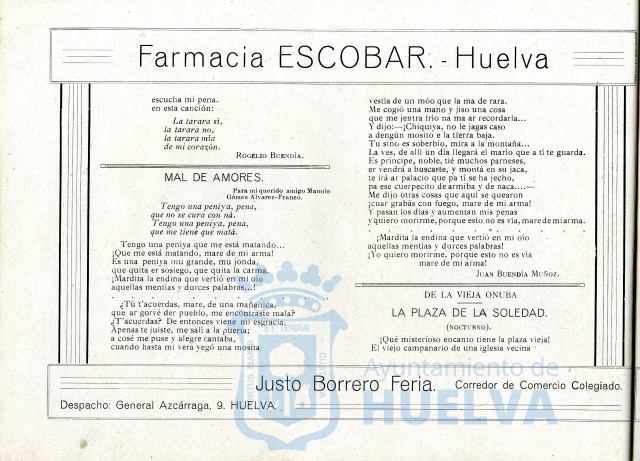 Farmacia ESCOBAR. - Huelva
escucha mi pena.
en esta canción:
La tarara si,
la tarara no,
la tarara mía
de mi corazón.
ROGELIO BUENDÍA.
MAL DE AMORES.
Para mi querido amigo Manolo
Gómez Alvarez-Franco.
Tengo una peniya, pena,
que no se cura con ná.
Tengo una peniya, pena,
que me tiene que matá.
Tengo una peniya que me está matando...
¡Que me está matando, mare de mi arma!
Es una peniya mu grande, mu jonda,
que quita er sosiego, que quita la carma.
¡Mardita la endina que vertió en mi oio
aquellas mentias y durces palabras...!
¿Tú t'acuerdas, mare, de una mañanica,
que ar gorvé der pueblo, me encontraste mala?
¿T'acuerdas? De entonces viene mi esgracia.
Apenas te juiste, me salí a la puerta;
a cosé me puse y alegre cantaba,
cuando hasta mi vera yegó una mosita
vestía de un móo que la ma de rara.
Me cogió una mano y jiso una cosa
que me jentra frío na ma ar recordarla...
Y dijo:—¡Chiquiya, no le jagas caso
a dengún mosito e la tierra baja.
Tu sino es soberbio, mira a la montaña...
La ves, de allí un día llegará el marío que a ti te guarda.
Es príncipe, noble, tié muchos parneses,
er vendrá a buscarte, y montá en su jaca,
te irá ar palacio que pa ti se ha jecho,
pa ese cuerpecito de armiba y de naca....—
Me dijo otras cosas que aquí se quearon
¡cuar grabás con fuego, mare de mi arma!
Y pasan los días y aumentan mis penas
y quiero morirme, porque esto no es vía, mare de mi arma.
¡Mardita la endina que vertió en mi oio
aquellas mentias y durces palabras!
¡Yo quiero morirme, porque esto no es vía
mare de mi arma!
JUAN BUENDÍA MUÑOZ.
DE LA VIEJA ONUBA
LA PLAZA DE LA SOLEDAD.
(NOCTURNO).
¡Qué misterioso encanto tiene la plaza vieja!
El viejo campanario de una iglesia vecina
Justo Borrero Feria. Corredor de Comercio Colegiado.
Despacho: General Azcárraga, 9. HUELVA.
Ayuntamiento de
HUELVA